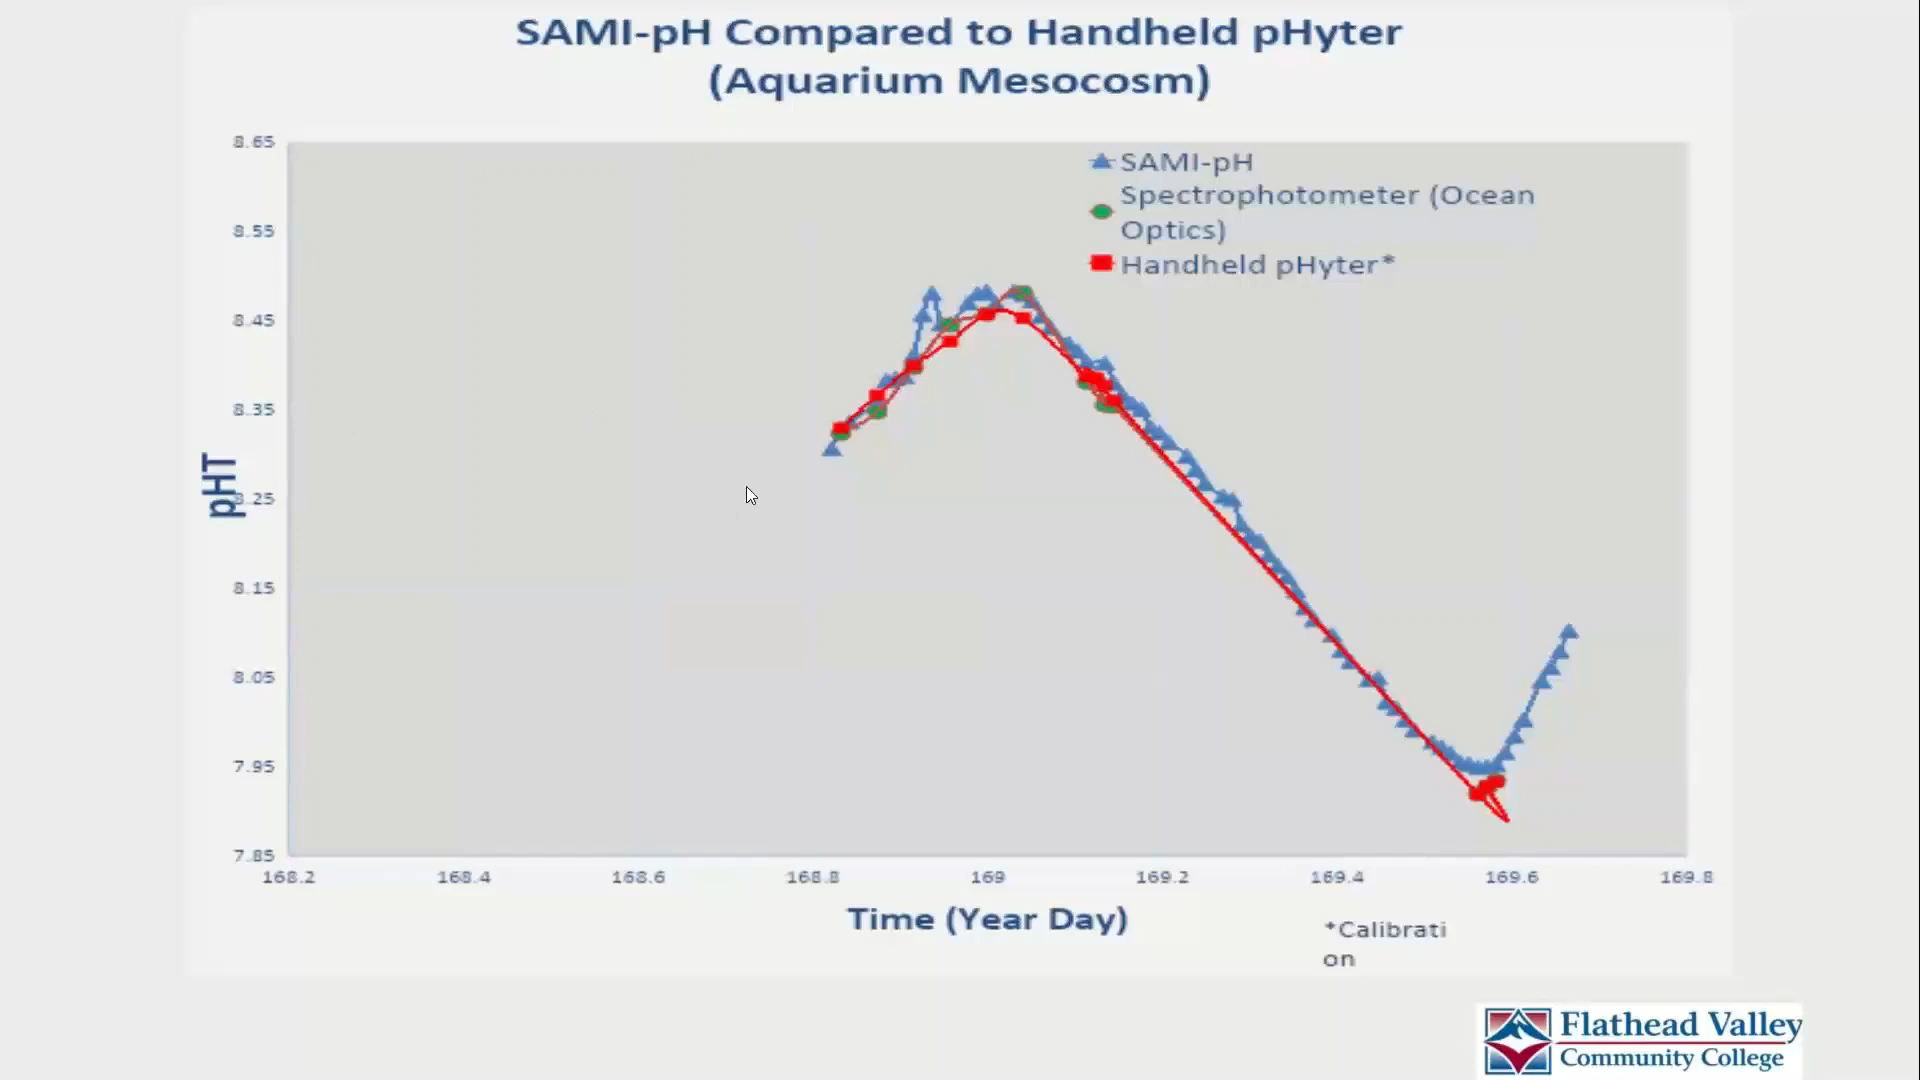 SAMI-pH Compared to Handheld pHyter
(Aquarium Mesocosm)
8.65
8.55
8.45
8.35
8.25
8.15
8.05
7.95
7.85
pHT
SAMI-pH
Spectrophotometer (Ocean
Optics)
Handheld pHyter*
168.2 168.4 168.6 168.8 169 169.2 169.4 169.6 169.8
Time (Year Day)
*Calibrati
on
Flathead Valley
Community College